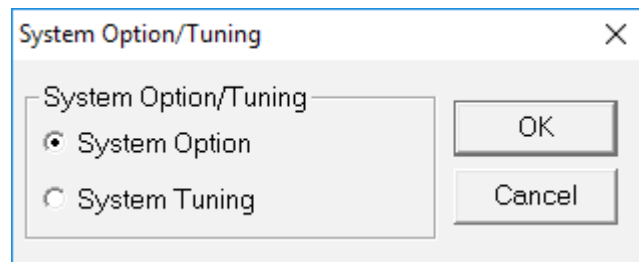 System Option/Tuning
System Option/Tuning
System Option
System Tuning
OK
Cancel